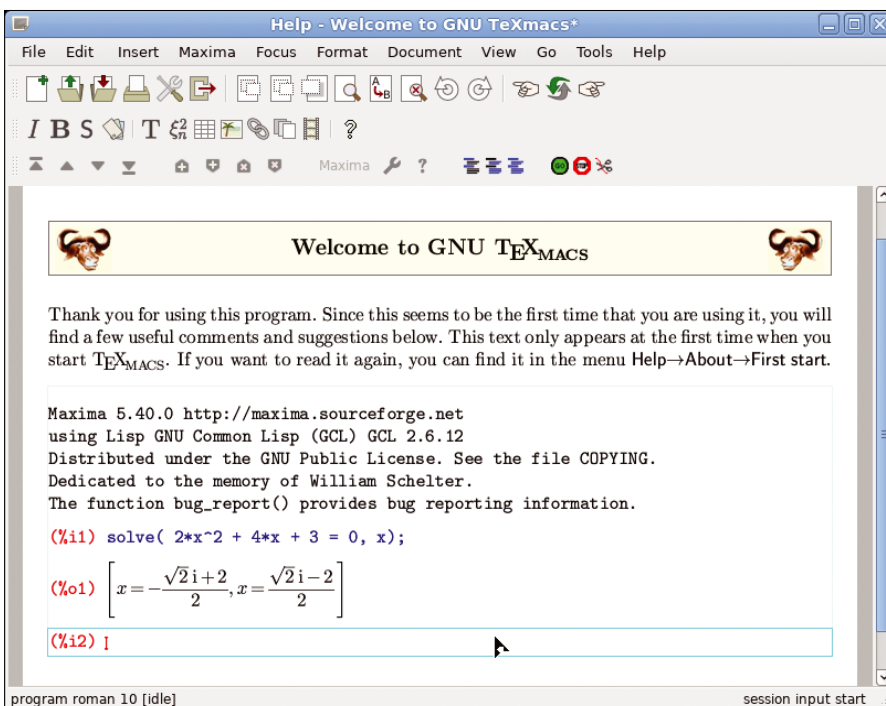 Help - Welcome to GNU TeXmacs*
File Edit Insert Maxima Focus Format Document View Go Tools Help
I B S T ξ²ₙ ?
Maxima ?
Welcome to GNU TEXMACS
Thank you for using this program. Since this seems to be the first time that you are using it, you will
find a few useful comments and suggestions below. This text only appears at the first time when you
start TEXMACS. If you want to read it again, you can find it in the menu Help→About→First start.
Maxima 5.40.0 http://maxima.sourceforge.net
using Lisp GNU Common Lisp (GCL) GCL 2.6.12
Distributed under the GNU Public License. See the file COPYING.
Dedicated to the memory of William Schelter.
The function bug_report() provides bug reporting information.
(%i1) solve( 2*x^2 + 4*x + 3 = 0, x);
(%o1) [x = −(√2 i + 2)/2, x = (√2 i − 2)/2]
(%i2)
program roman 10 [idle] session input start